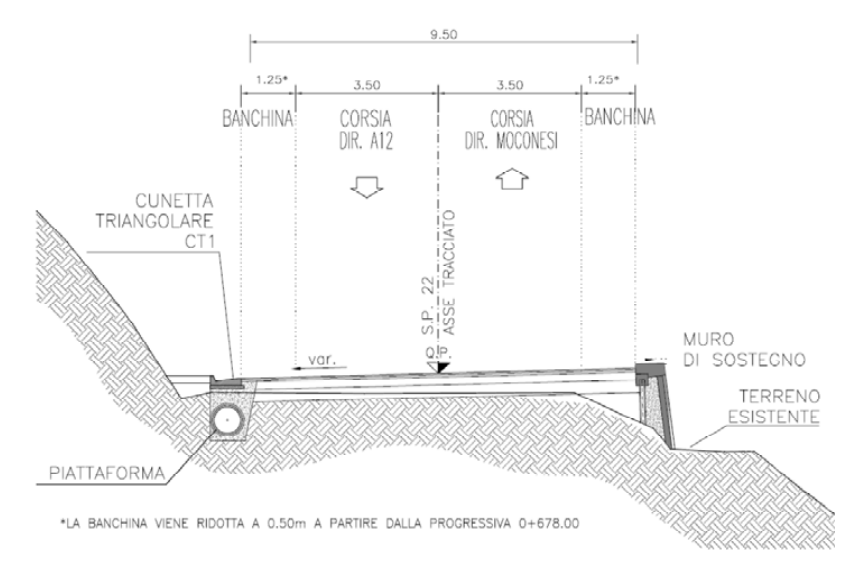 9.50
1.25* 3.50 3.50 1.25*
BANCHINA CORSIA CORSIA BANCHINA
DIR. A12 DIR. MOCONESI
CUNETTA
TRIANGOLARE
CT1
S.P. 22
ASSE TRACCIATO
var. Q.P.
MURO
DI SOSTEGNO
TERRENO
ESISTENTE
PIATTAFORMA
*LA BANCHINA VIENE RIDOTTA A 0.50m A PARTIRE DALLA PROGRESSIVA 0+678.00